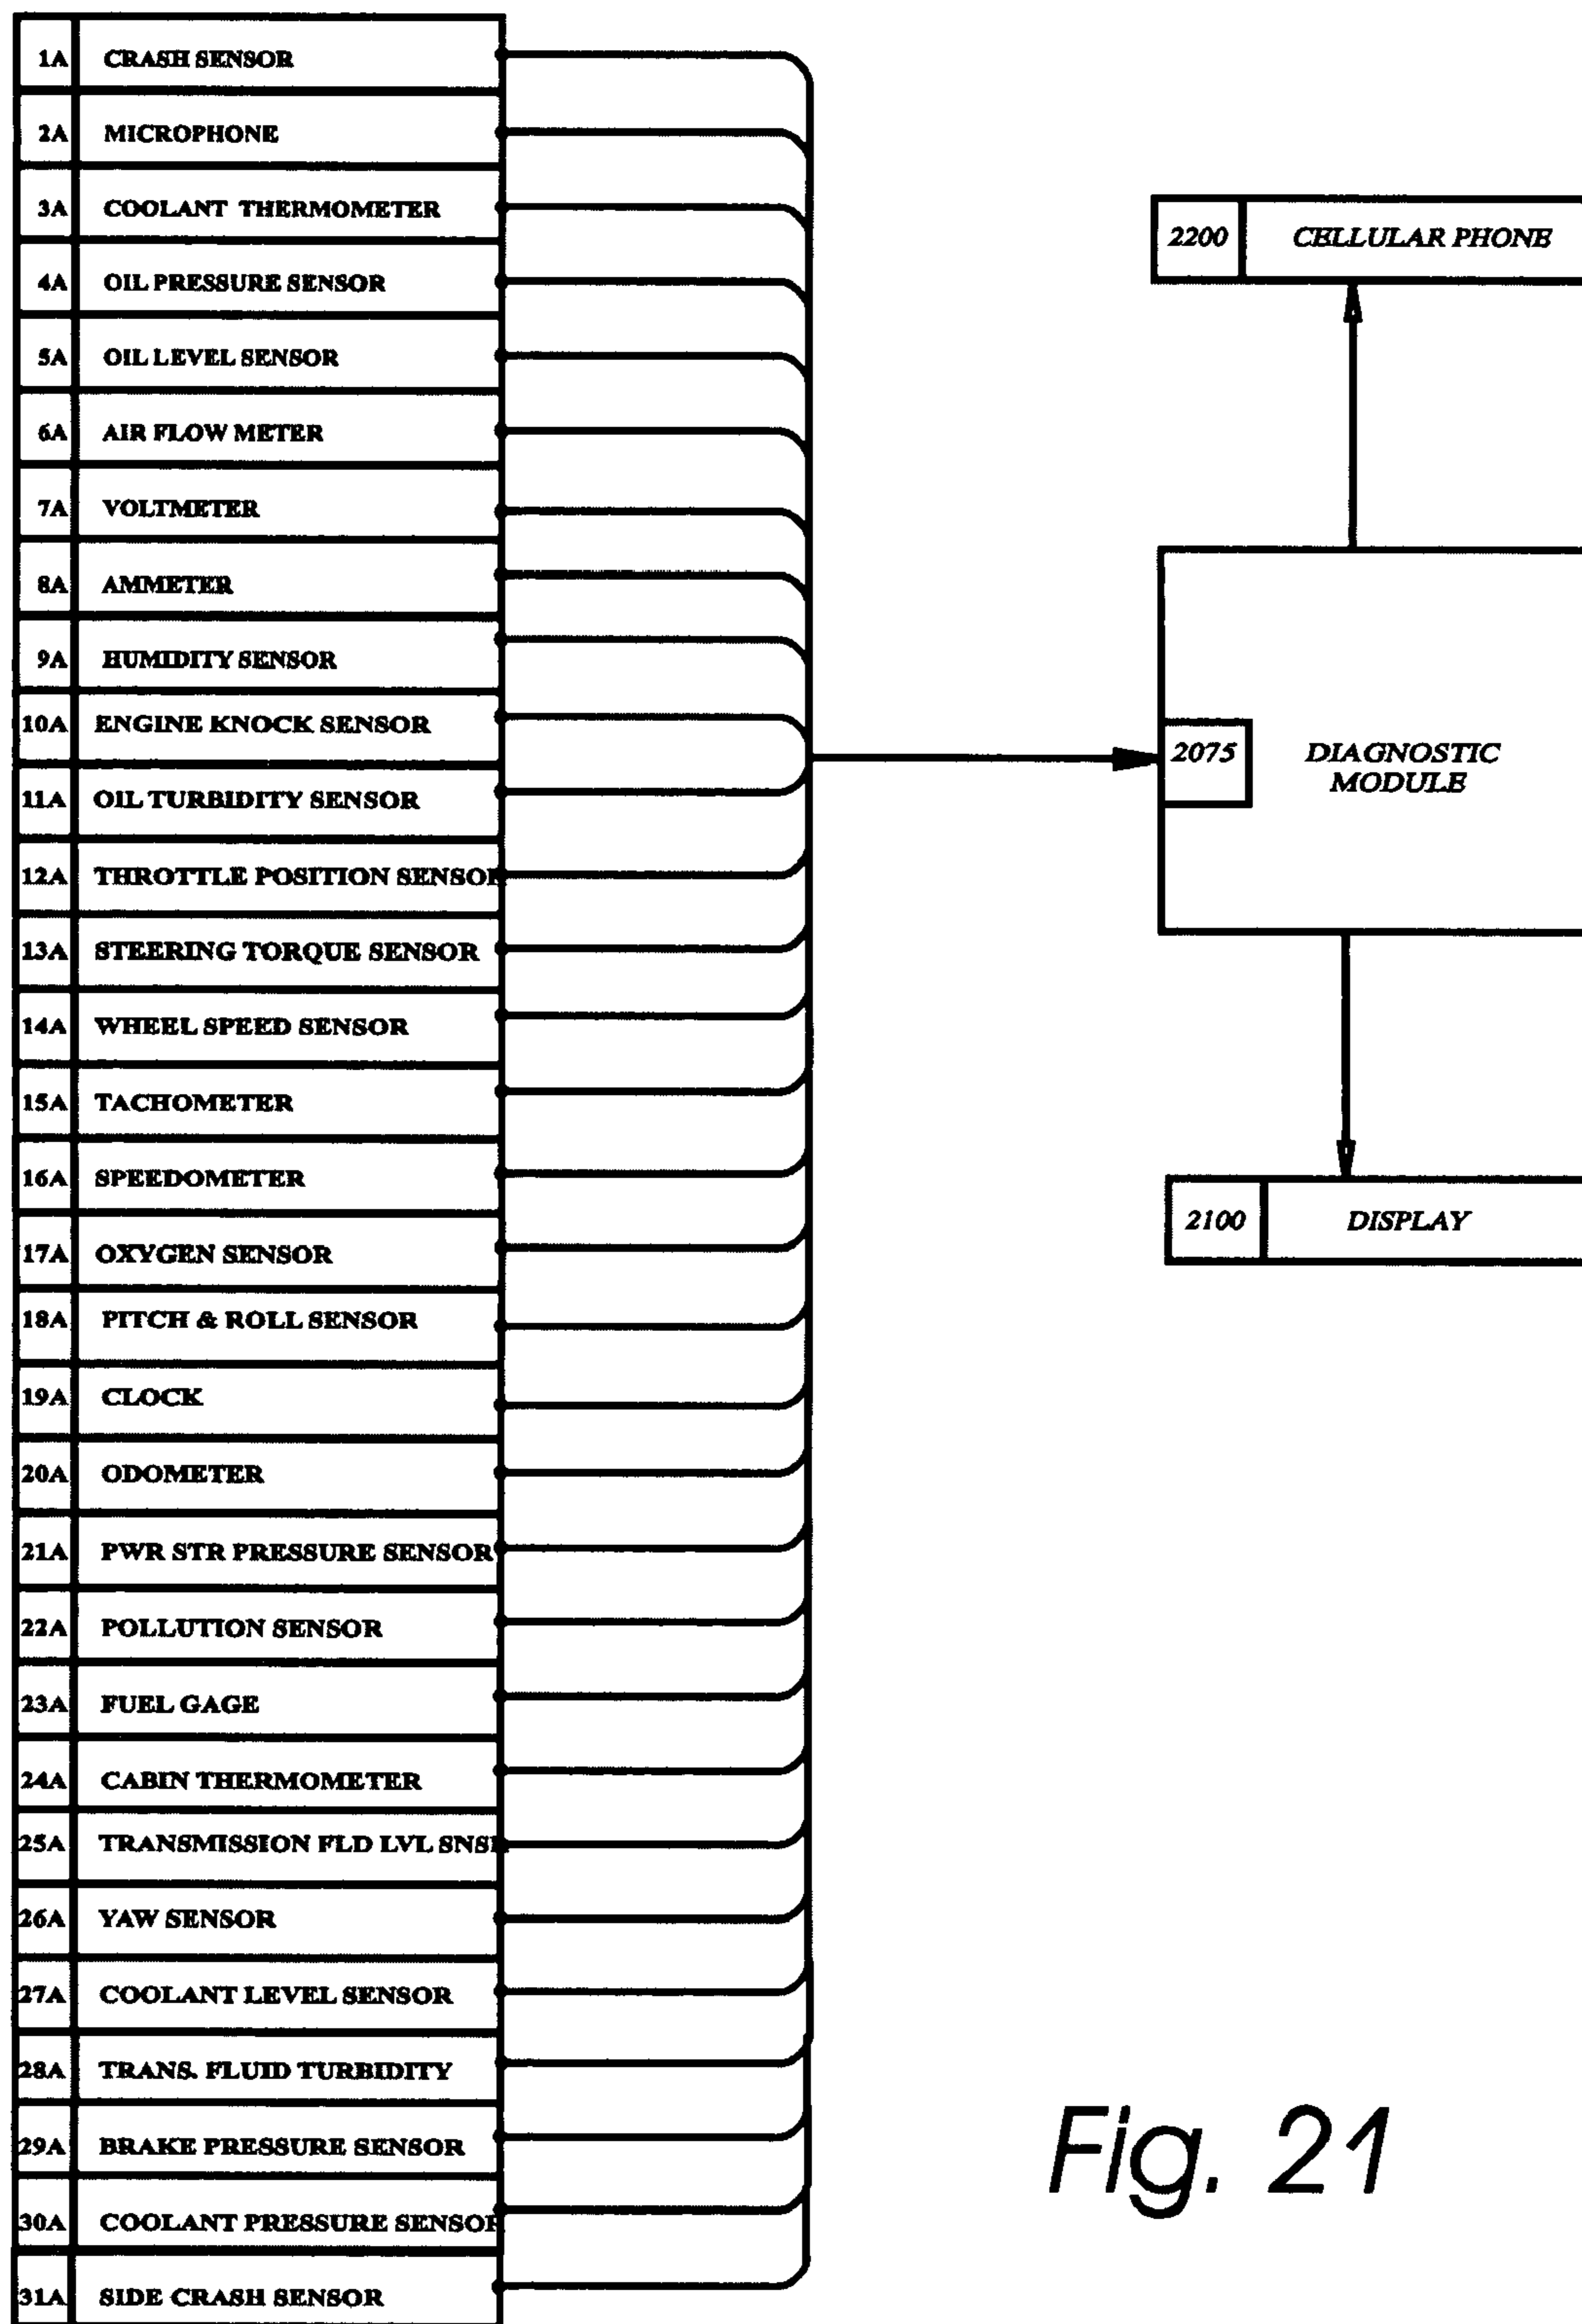 1A CRASH SENSOR
2A MICROPHONE
3A COOLANT THERMOMETER
4A OIL PRESSURE SENSOR
5A OIL LEVEL SENSOR
6A AIR FLOW METER
7A VOLTMETER
8A AMMETER
9A HUMIDITY SENSOR
10A ENGINE KNOCK SENSOR
11A OIL TURBIDITY SENSOR
12A THROTTLE POSITION SENSOR
13A STEERING TORQUE SENSOR
14A WHEEL SPEED SENSOR
15A TACHOMETER
16A SPEEDOMETER
17A OXYGEN SENSOR
18A PITCH & ROLL SENSOR
19A CLOCK
20A ODOMETER
21A PWR STR PRESSURE SENSOR
22A POLLUTION SENSOR
23A FUEL GAGE
24A CABIN THERMOMETER
25A TRANSMISSION FLD LVL SNSR
26A YAW SENSOR
27A COOLANT LEVEL SENSOR
28A TRANS. FLUID TURBIDITY
29A BRAKE PRESSURE SENSOR
30A COOLANT PRESSURE SENSOR
31A SIDE CRASH SENSOR
2200 CELLULAR PHONE
2075 DIAGNOSTIC
MODULE
2100 DISPLAY
Fig. 21